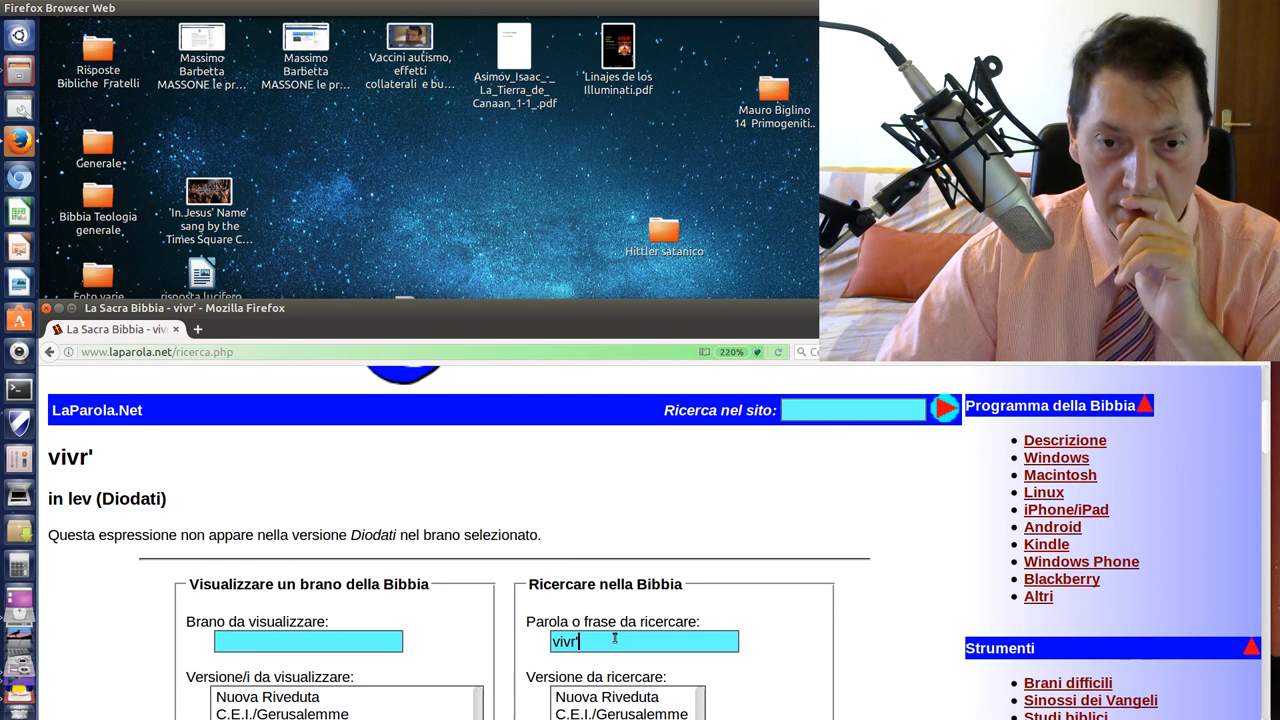 Firefox Browser Web
Risposte
Bibliche Fratelli
Massimo
Barbetta
MASSONE le pr...
Massimo
Barbetta
MASSONE le pr...
Vaccini autismo,
effetti
collaterali e bu...
Asimov_Isaac_-_
La_Tierra_de_
Canaan_1-1_.pdf
Linajes de los
Illuminati.pdf
Mauro Biglino
14 Primogeniti..
Generale
Bibbia Teologia
generale
'In Jesus' Name'
sang by the
Times Square C...
Hittler satanico
Foto varie
risposta lucifero
La Sacra Bibbia - vivr' - Mozilla Firefox
La Sacra Bibbia - viv
www.laparola.net/ricerca.php
220%
LaParola.Net
Ricerca nel sito:
Programma della Bibbia
vivr'
in lev (Diodati)
Questa espressione non appare nella versione Diodati nel brano selezionato.
Descrizione
Windows
Macintosh
Linux
iPhone/iPad
Android
Kindle
Windows Phone
Blackberry
Altri
Visualizzare un brano della Bibbia
Brano da visualizzare:
Versione/i da visualizzare:
Nuova Riveduta
C.E.I./Gerusalemme
Ricercare nella Bibbia
Parola o frase da ricercare:
vivr'
Versione da ricercare:
Nuova Riveduta
C.E.I./Gerusalemme
Strumenti
Brani difficili
Sinossi dei Vangeli
Studi biblici